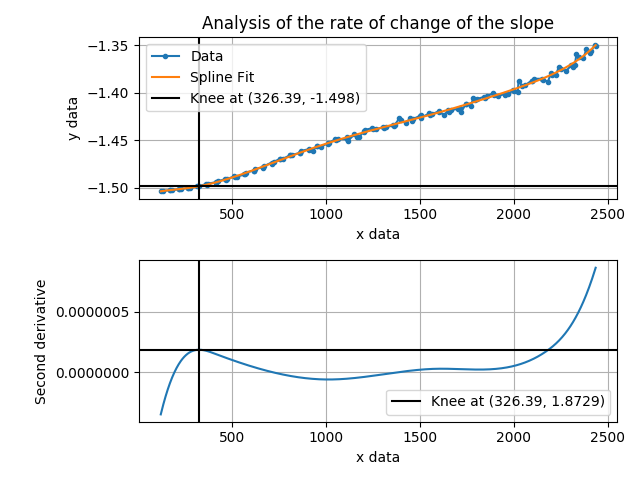 Analysis of the rate of change of the slope
−1.35
−1.40
−1.45
−1.50
y data
Data
Spline Fit
Knee at (326.39, -1.498)
500
1000
1500
2000
2500
x data
0.0000005
0.0000000
Second derivative
Knee at (326.39, 1.8729)
500
1000
1500
2000
2500
x data